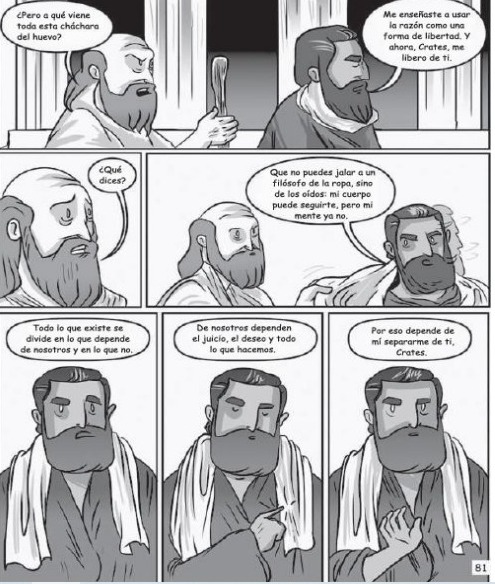 ¿Pero a qué viene
toda esta cháchara
del huevo?
Me enseñaste a usar
la razón como una
forma de libertad. Y
ahora, Crates, me
libero de ti.
¿Qué
dices?
Que no puedes jalar a un
filósofo de la ropa, sino
de los oídos: mi cuerpo
puede seguirte, pero mi
mente ya no.
Todo lo que existe se
divide en lo que depende
de nosotros y en lo que no.
De nosotros dependen
el juicio, el deseo y todo
lo que hacemos.
Por eso depende de
mí separarme de ti,
Crates.
81